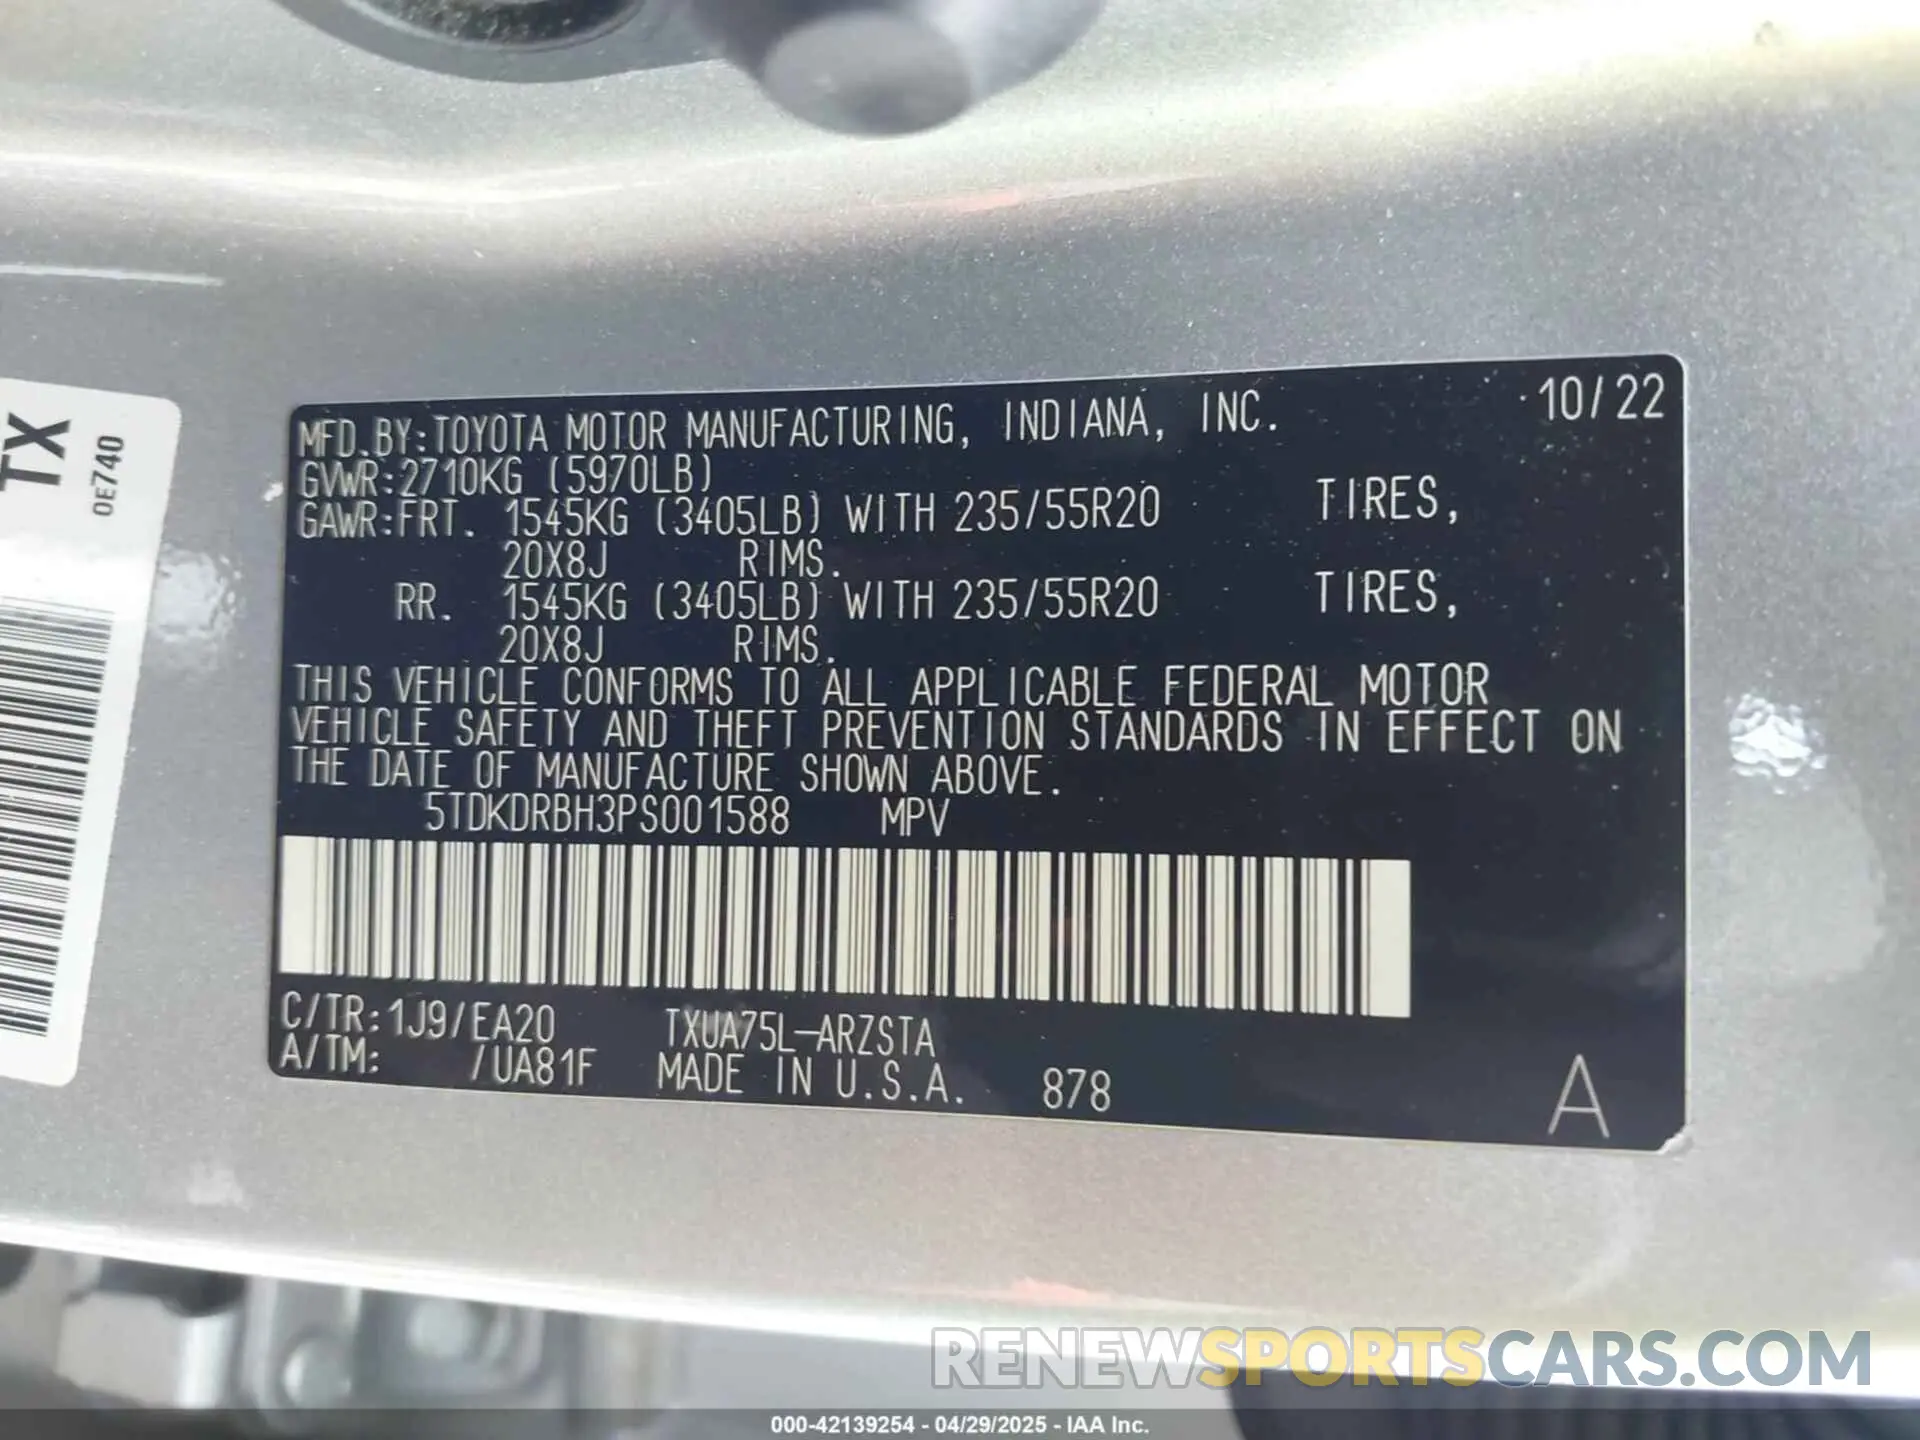 MFD.BY:TOYOTA MOTOR MANUFACTURING, INDIANA, INC. 10/22
GVWR:2710KG (5970LB)
GAWR:FRT. 1545KG (3405LB) WITH 235/55R20 TIRES,
20X8J RIMS.
RR. 1545KG (3405LB) WITH 235/55R20 TIRES,
20X8J RIMS.
THIS VEHICLE CONFORMS TO ALL APPLICABLE FEDERAL MOTOR
VEHICLE SAFETY AND THEFT PREVENTION STANDARDS IN EFFECT ON
THE DATE OF MANUFACTURE SHOWN ABOVE.
5TDKDRBH3PS001588 MPV
C/TR:1J9/EA20 TXUA75L-ARZSTA
A/TM: /UA81F MADE IN U.S.A. 878
A
TX
0E740
RENEWSPORTSCARS.COM
000-42139254 - 04/29/2025 - IAA Inc.